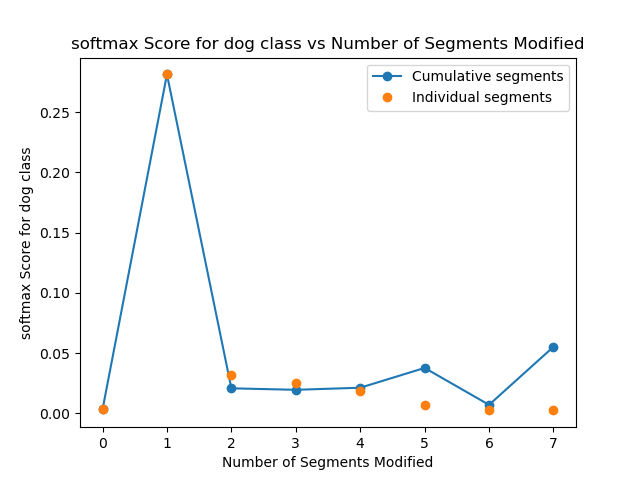 softmax Score for dog class vs Number of Segments Modified
Cumulative segments
Individual segments
softmax Score for dog class
0.25
0.20
0.15
0.10
0.05
0.00
0 1 2 3 4 5 6 7
Number of Segments Modified